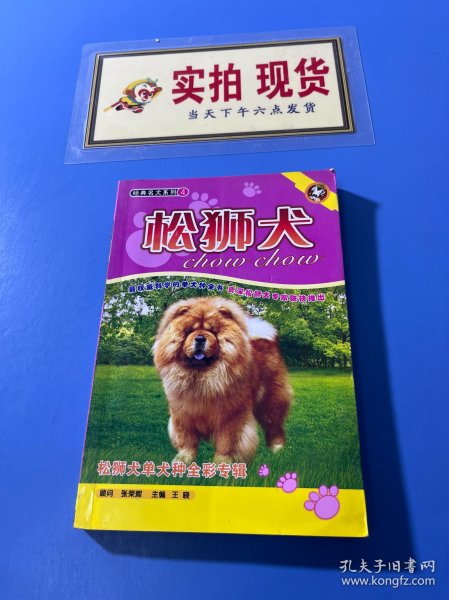 实拍 现货
当天下午六点发货
经典名犬系列 4
松狮犬
chow chow
松狮犬单犬种全彩专辑
顾问 张荣辉 主编 王晓
孔夫子旧书网
www.kongfz.com